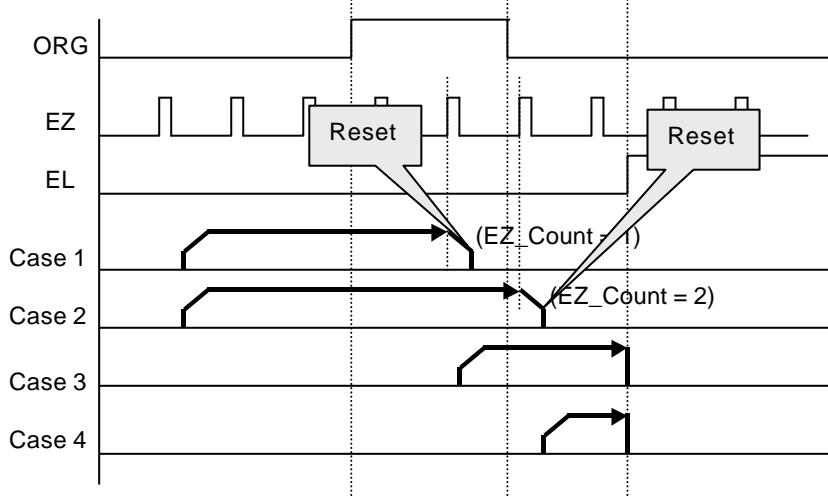 ORG
EZ
Reset
Reset
EL
(EZ_Count = 1)
Case 1
(EZ_Count = 2)
Case 2
Case 3
Case 4